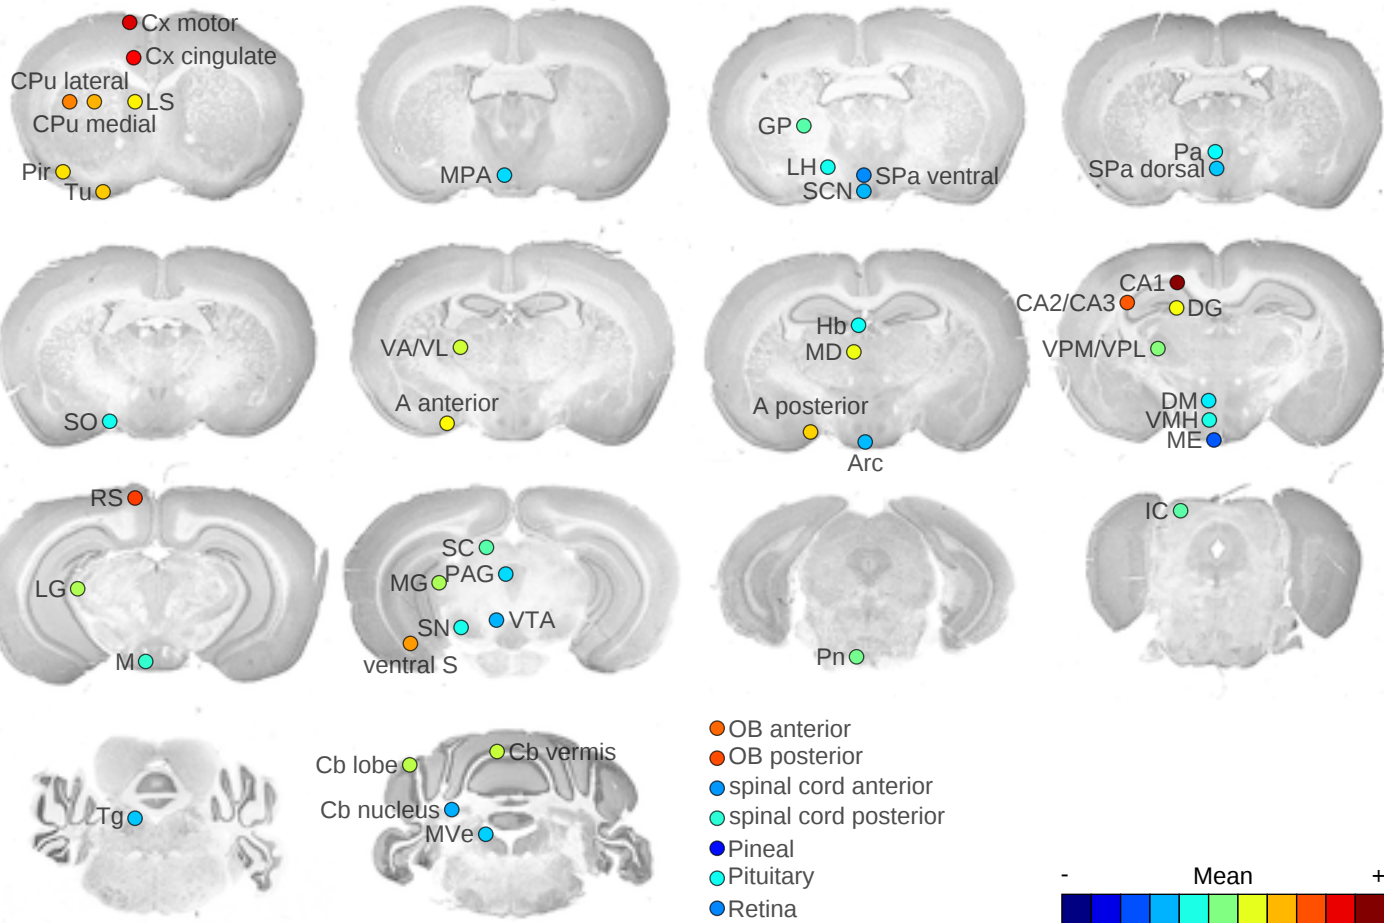 Cx motor
Cx cingulate
CPu lateral
LS
CPu medial
Pir
Tu
MPA
GP
LH
SPa ventral
SCN
Pa
SPa dorsal
SO
VA/VL
A anterior
Hb
MD
A posterior
Arc
CA1
CA2/CA3
DG
VPM/VPL
DM
VMH
ME
RS
LG
M
SC
MG
PAG
SN
VTA
ventral S
Pn
IC
Tg
Cb lobe
Cb vermis
Cb nucleus
MVe
OB anterior
OB posterior
spinal cord anterior
spinal cord posterior
Pineal
Pituitary
Retina
- Mean +